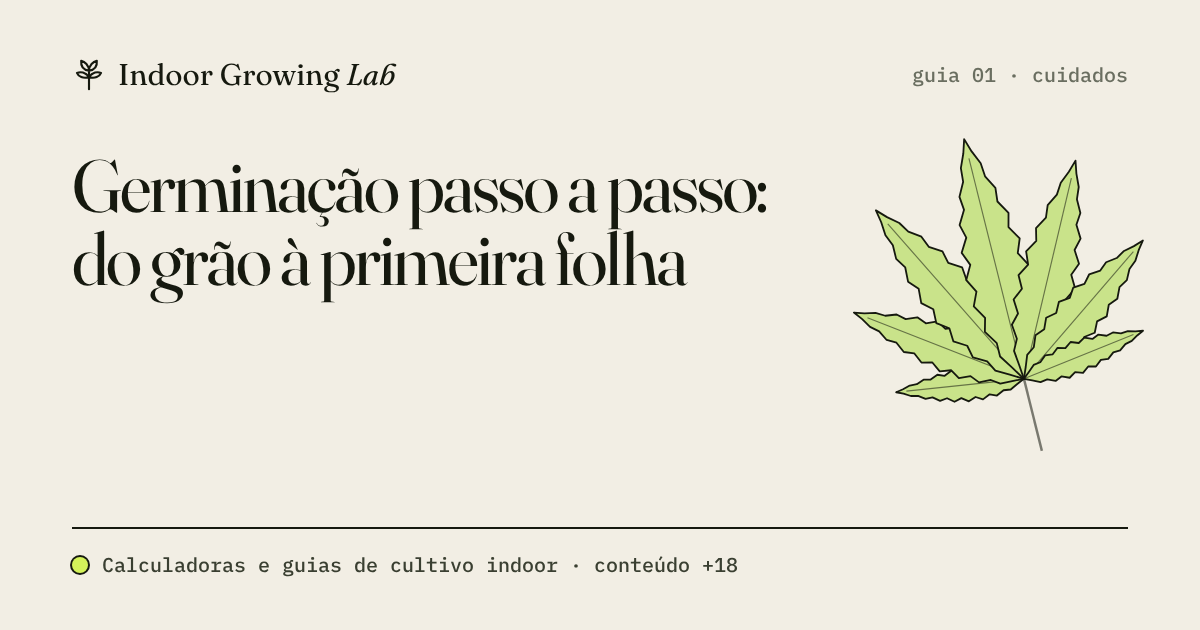 Indoor Growing Lab
guia 01 · cuidados
Germinação passo a passo:
do grão à primeira folha
Calculadoras e guias de cultivo indoor · conteúdo +18